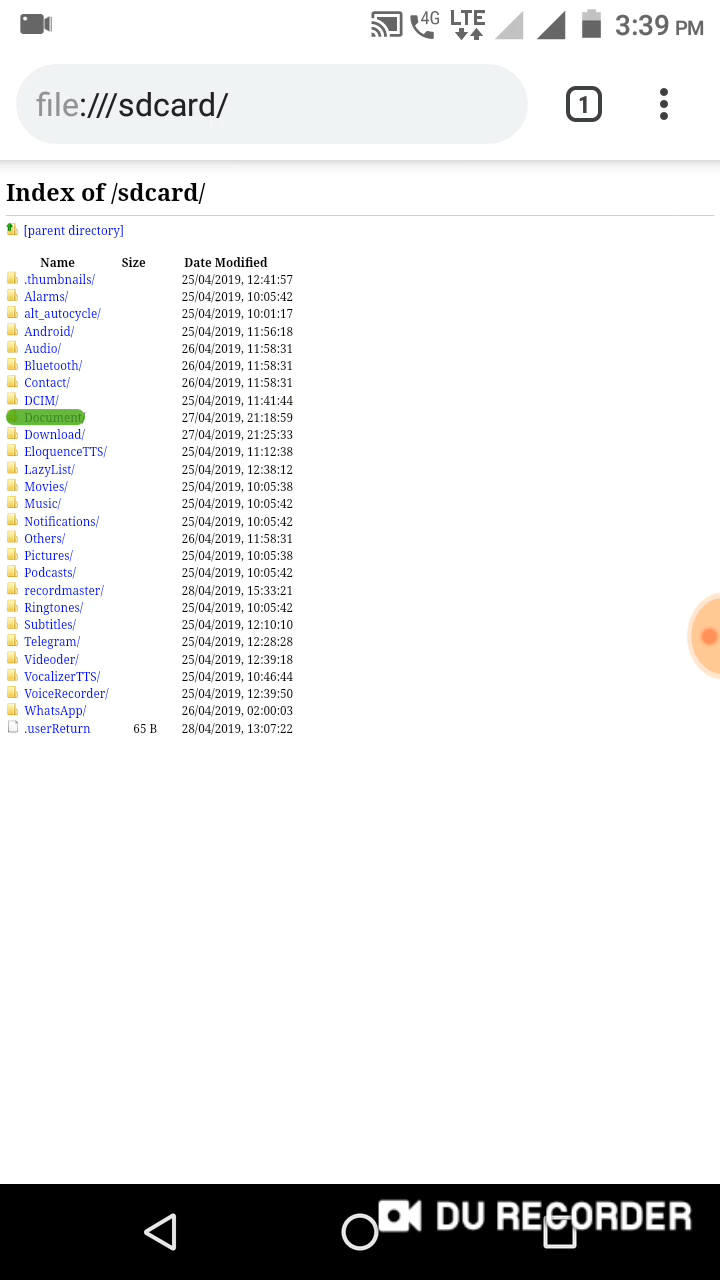 4G LTE 3:39 PM
file:///sdcard/ 1
Index of /sdcard/
[parent directory]
Name Size Date Modified
.thumbnails/ 25/04/2019, 12:41:57
Alarms/ 25/04/2019, 10:05:42
alt_autocycle/ 25/04/2019, 10:01:17
Android/ 25/04/2019, 11:56:18
Audio/ 26/04/2019, 11:58:31
Bluetooth/ 26/04/2019, 11:58:31
Contact/ 26/04/2019, 11:58:31
DCIM/ 25/04/2019, 11:41:44
Document/ 27/04/2019, 21:18:59
Download/ 27/04/2019, 21:25:33
EloquenceTTS/ 25/04/2019, 11:12:38
LazyList/ 25/04/2019, 12:38:12
Movies/ 25/04/2019, 10:05:38
Music/ 25/04/2019, 10:05:42
Notifications/ 25/04/2019, 10:05:42
Others/ 26/04/2019, 11:58:31
Pictures/ 25/04/2019, 10:05:38
Podcasts/ 25/04/2019, 10:05:42
recordmaster/ 28/04/2019, 15:33:21
Ringtones/ 25/04/2019, 10:05:42
Subtitles/ 25/04/2019, 12:10:10
Telegram/ 25/04/2019, 12:28:28
Videoder/ 25/04/2019, 12:39:18
VocalizerTTS/ 25/04/2019, 10:46:44
VoiceRecorder/ 25/04/2019, 12:39:50
WhatsApp/ 26/04/2019, 02:00:03
.userReturn 65 B 28/04/2019, 13:07:22
DU RECORDER